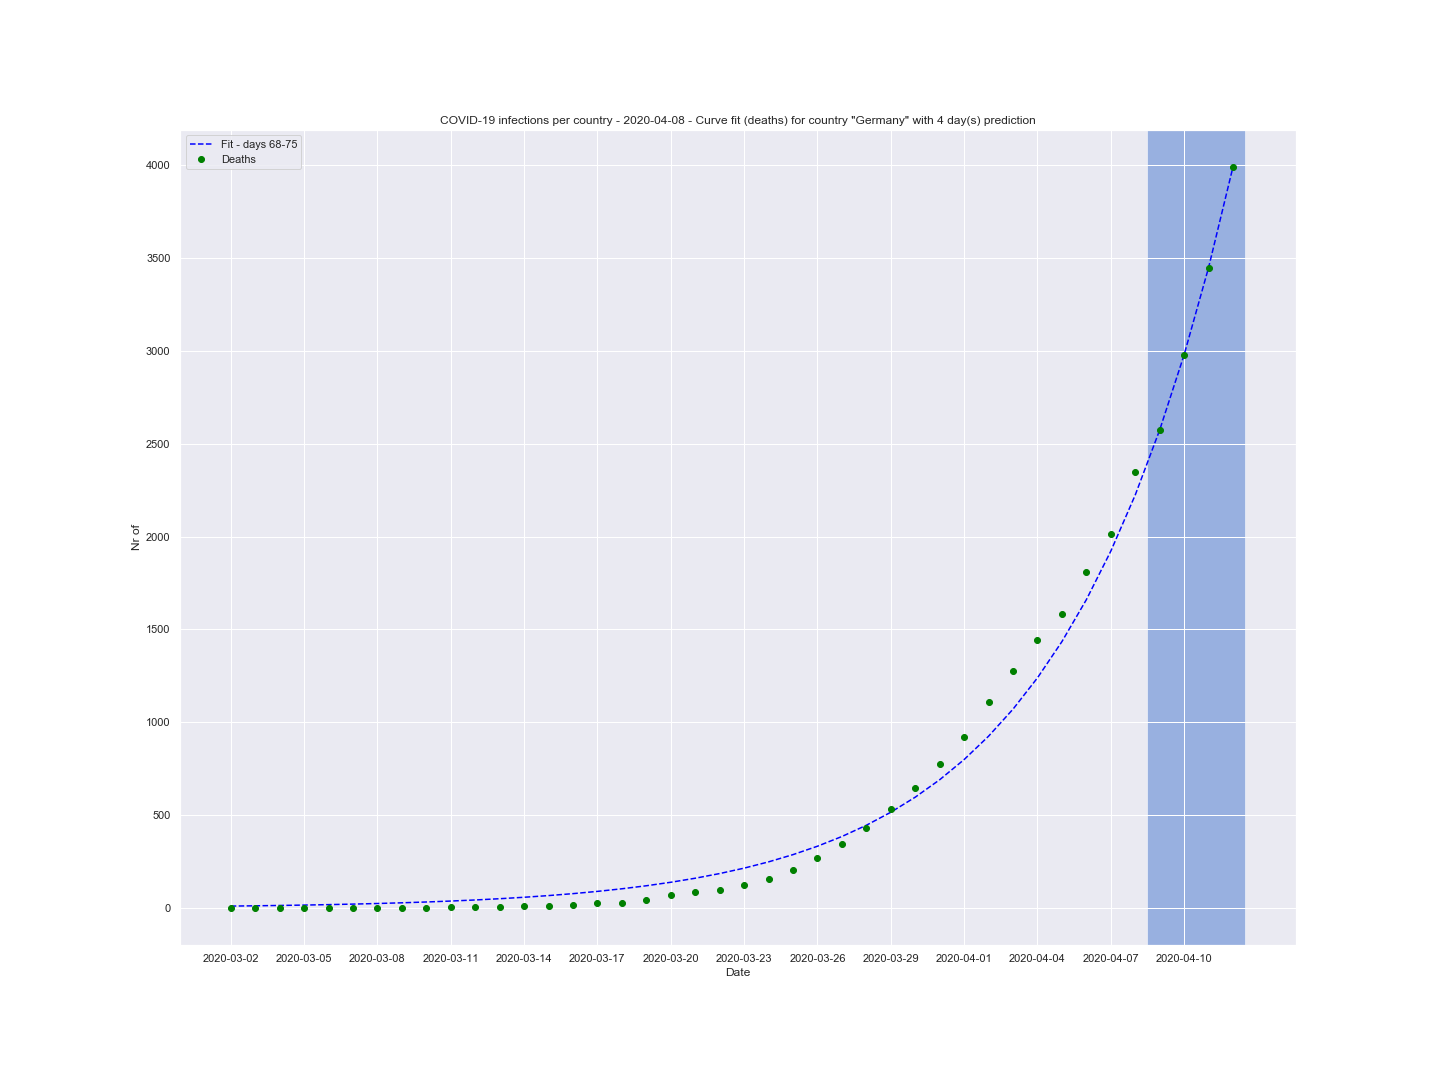 COVID-19 infections per country - 2020-04-08 - Curve fit (deaths) for country "Germany" with 4 day(s) prediction
Fit - days 68-75
Deaths
4000
3500
3000
2500
2000
1500
1000
500
0
Nr of
2020-03-02 2020-03-05 2020-03-08 2020-03-11 2020-03-14 2020-03-17 2020-03-20 2020-03-23 2020-03-26 2020-03-29 2020-04-01 2020-04-04 2020-04-07 2020-04-10
Date